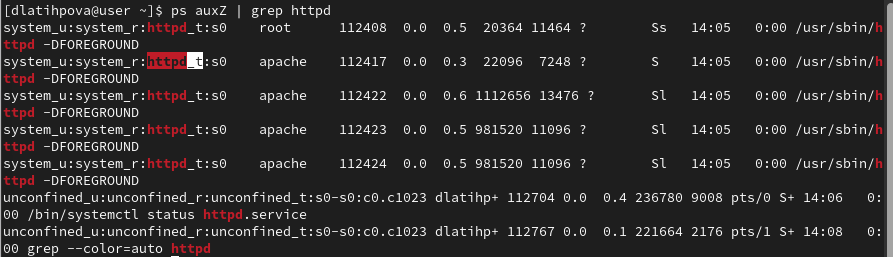 [dlatihpova@user ~]$ ps auxZ | grep httpd
system_u:system_r:httpd_t:s0    root      112408  0.0  0.5  20364 11464 ?        Ss   14:05   0:00 /usr/sbin/h
ttpd -DFOREGROUND
system_u:system_r:httpd_t:s0    apache    112417  0.0  0.3  22096  7248 ?        S    14:05   0:00 /usr/sbin/h
ttpd -DFOREGROUND
system_u:system_r:httpd_t:s0    apache    112422  0.0  0.6 1112656 13476 ?       Sl   14:05   0:00 /usr/sbin/h
ttpd -DFOREGROUND
system_u:system_r:httpd_t:s0    apache    112423  0.0  0.5 981520 11096 ?        Sl   14:05   0:00 /usr/sbin/h
ttpd -DFOREGROUND
system_u:system_r:httpd_t:s0    apache    112424  0.0  0.5 981520 11096 ?        Sl   14:05   0:00 /usr/sbin/h
ttpd -DFOREGROUND
unconfined_u:unconfined_r:unconfined_t:s0-s0:c0.c1023 dlatihp+ 112704 0.0  0.4 236780 9008 pts/0 S+ 14:06   0:
00 /bin/systemctl status httpd.service
unconfined_u:unconfined_r:unconfined_t:s0-s0:c0.c1023 dlatihp+ 112767 0.0  0.1 221664 2176 pts/1 S+ 14:08   0:
00 grep --color=auto httpd